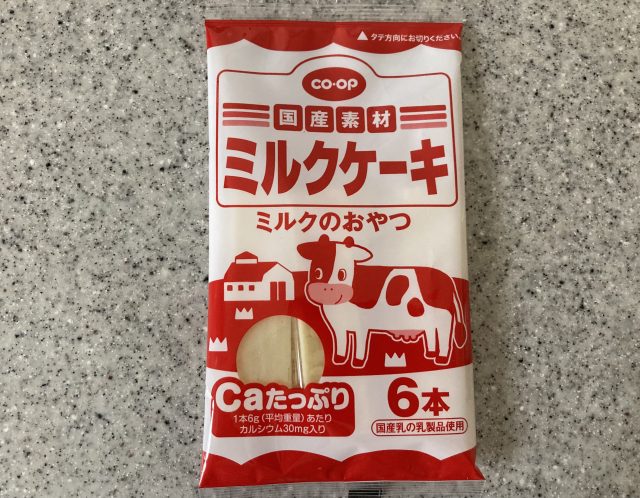 ▲タテ方向にお切りください。
CO·OP
国産素材
ミルクケーキ
ミルクのおやつ
Caたっぷり
1本6g(平均重量)あたり
カルシウム30mg入り
6本
国産乳の乳製品使用